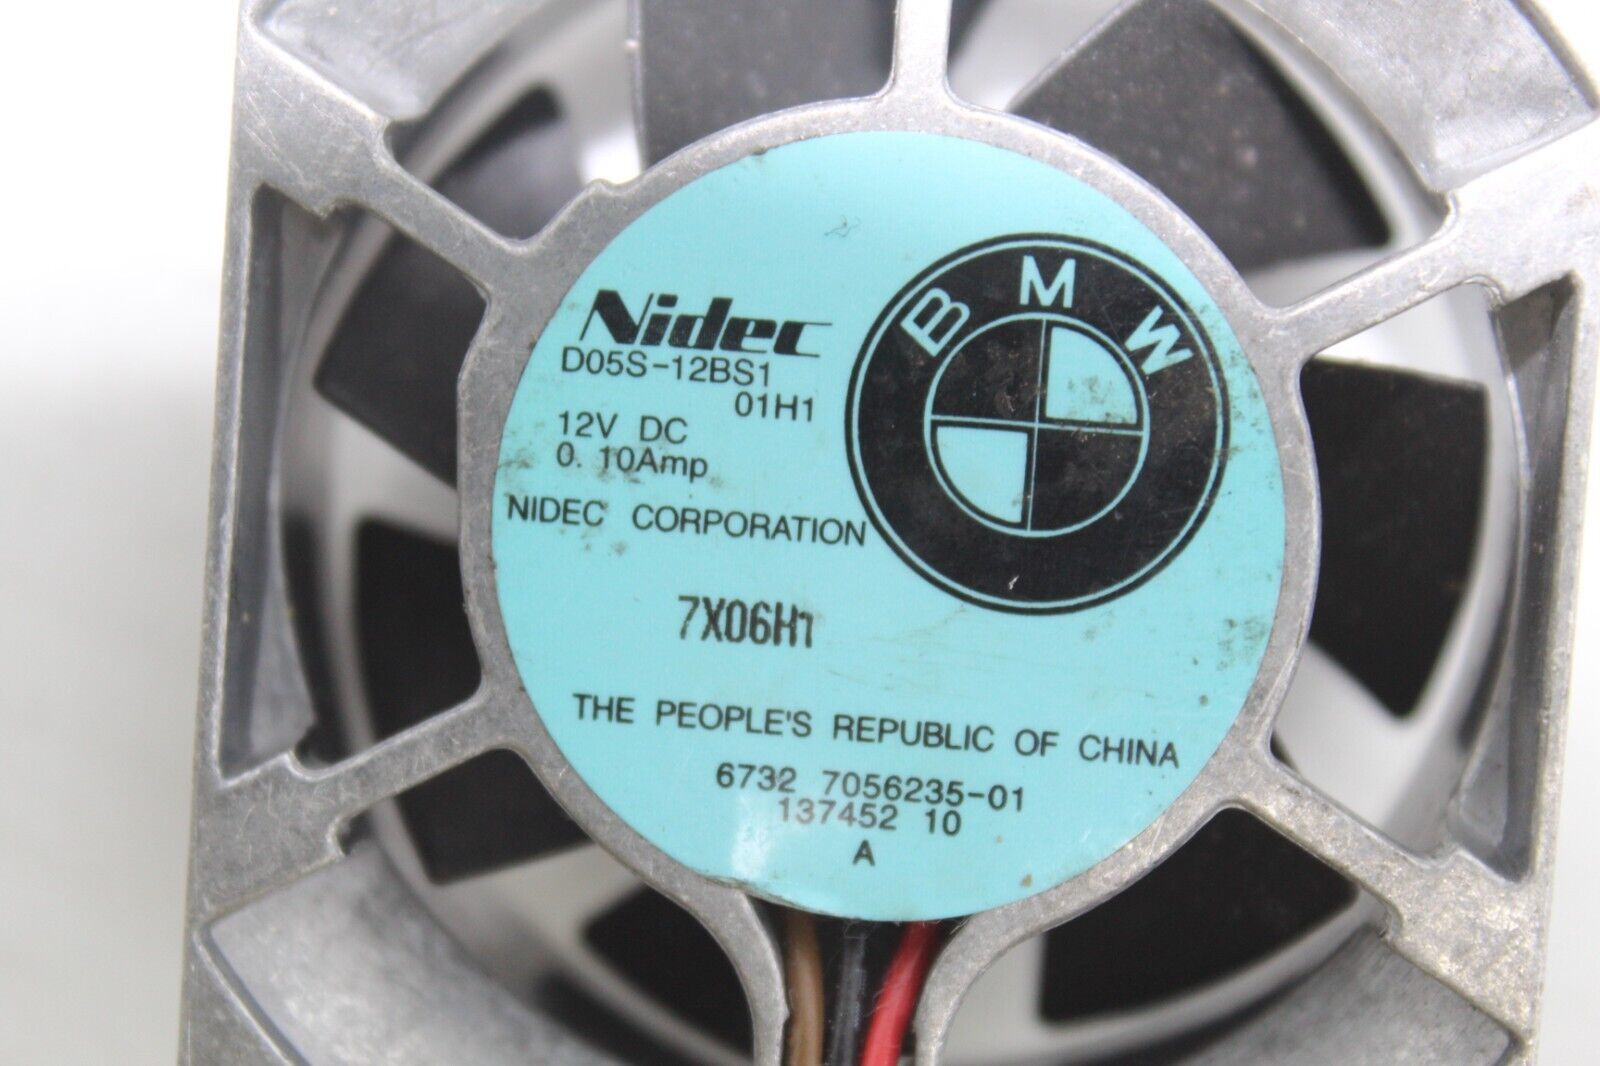 BMW
Nidec
D05S-12BS1
01H1
12V DC
0.10Amp
NIDEC CORPORATION
7X06H1
THE PEOPLE'S REPUBLIC OF CHINA
6732 7056235-01
137452 10
A